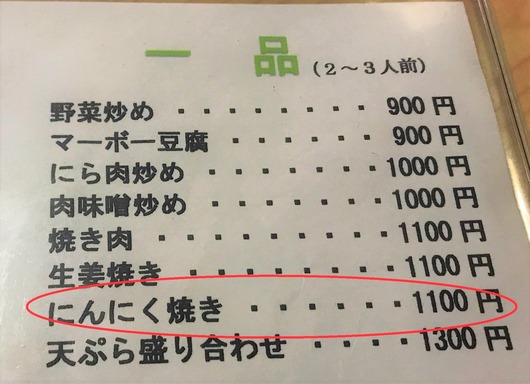 一品(2～3人前)
野菜炒め ・・・・・・・・ 900円
マーボー豆腐 ・・・・・・ 900円
にら肉炒め ・・・・・・・ 1000円
肉味噌炒め ・・・・・・・ 1000円
焼き肉 ・・・・・・・・・ 1100円
生姜焼き ・・・・・・・・ 1100円
にんにく焼き ・・・・・・ 1100円
天ぷら盛り合わせ ・・・・ 1300円